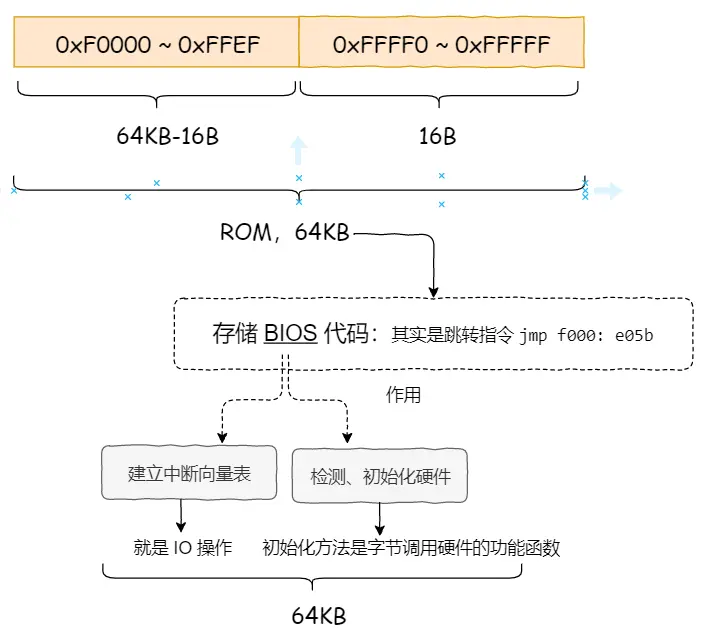 0xF0000 ~ 0xFFEF 0xFFFF0 ~ 0xFFFFF
64KB-16B 16B
ROM，64KB
存储 BIOS 代码：其实是跳转指令 jmp f000: e05b
作用
建立中断向量表 检测、初始化硬件
就是 IO 操作 初始化方法是字节调用硬件的功能函数
64KB